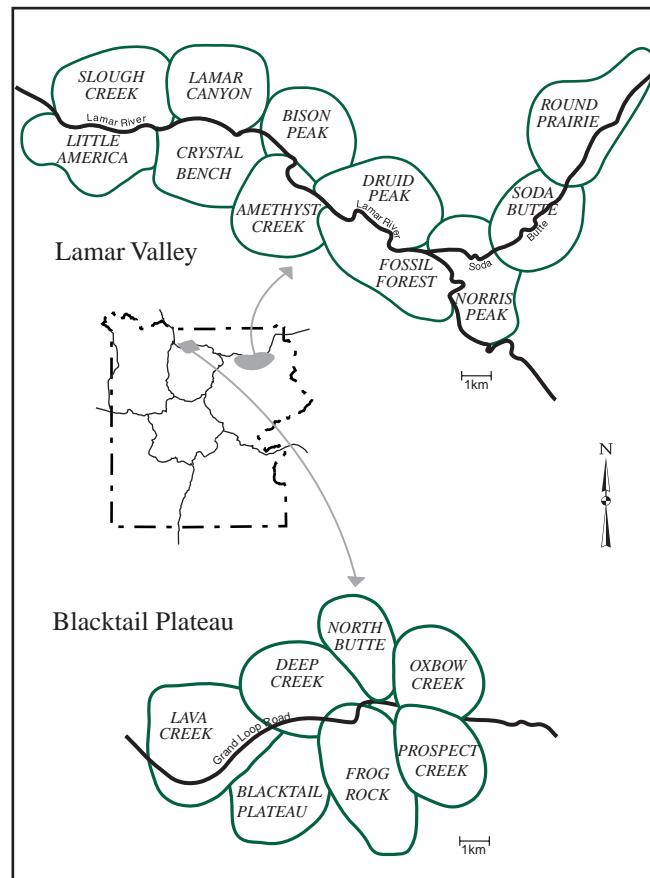 SLOUGH
CREEK
LAMAR
CANYON
BISON
PEAK
ROUND
PRAIRIE
Lamar River
LITTLE
AMERICA
CRYSTAL
BENCH
DRUID
PEAK
SODA
BUTTE
AMETHYST
CREEK
Lamar River
Butte
Soda
Lamar Valley
FOSSIL
FOREST
NORRIS
PEAK
1km
N
Blacktail Plateau
NORTH
BUTTE
DEEP
CREEK
OXBOW
CREEK
LAVA
CREEK
Grand Loop Road
PROSPECT
CREEK
FROG
ROCK
BLACKTAIL
PLATEAU
1km